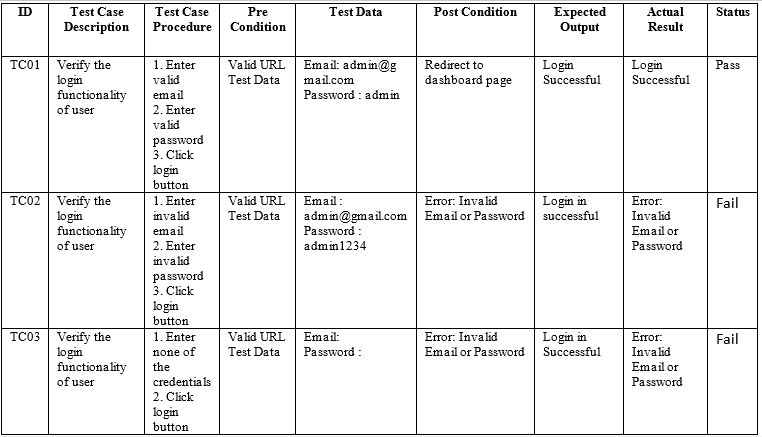 ID
Test Case
Description
Test Case
Procedure
Pre
Condition
Test Data
Post Condition
Expected
Output
Actual
Result
Status
TC01
Verify the
login
functionality
of user
1. Enter
valid
email
2. Enter
valid
password
3. Click
login
button
Valid URL
Test Data
Email: admin@g
mail.com
Password : admin
Redirect to
dashboard page
Login
Successful
Login
Successful
Pass
TC02
Verify the
login
functionality
of user
1. Enter
invalid
email
2. Enter
invalid
password
3. Click
login
button
Valid URL
Test Data
Email :
admin@gmail.com
Password :
admin1234
Error: Invalid
Email or Password
Login in
successful
Error:
Invalid
Email or
Password
Fail
TC03
Verify the
login
functionality
of user
1. Enter
none of
the
credentials
2. Click
login
button
Valid URL
Test Data
Email:
Password :
Error: Invalid
Email or Password
Login in
Successful
Error:
Invalid
Email or
Password
Fail